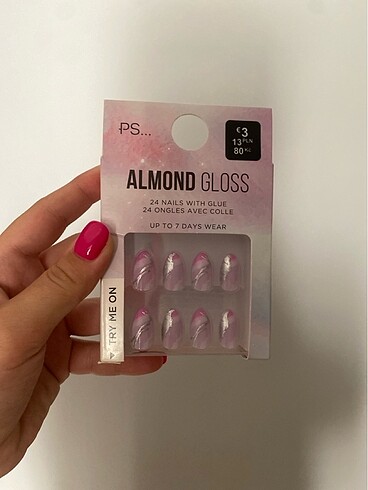 PS...
€3
13 PLN
80 Kč
ALMOND GLOSS
24 NAILS WITH GLUE
24 ONGLES AVEC COLLE
UP TO 7 DAYS WEAR
TRY ME ON